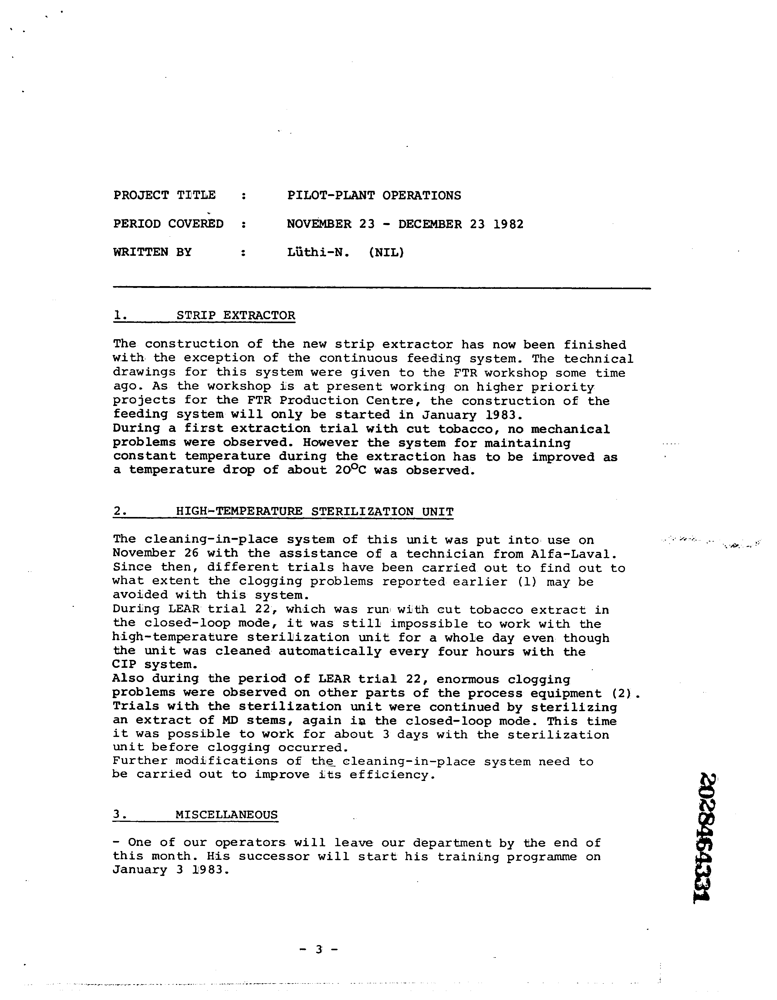 PROJECT TITLE : PILOT-PLANT OPERATIONS
PERIOD COVERED : NOVEMBER 23 - DECEMBER 23 1982
WRITTEN BY : Lüthi-N. (NIL)
1. STRIP EXTRACTOR
The construction of the new strip extractor has now been finished
with the exception of the continuous feeding system. The technical
drawings for this system were given to the FTR workshop some time
ago. As the workshop is at present working on higher priority
projects for the FTR Production Centre, the construction of the
feeding system will only be started in January 1983.
During a first extraction trial with cut tobacco, no mechanical
problems were observed. However the system for maintaining
constant temperature during the extraction has to be improved as
a temperature drop of about 20°C was observed.
2. HIGH-TEMPERATURE STERILIZATION UNIT
The cleaning-in-place system of this unit was put into use on
November 26 with the assistance of a technician from Alfa-Laval.
Since then, different trials have been carried out to find out to
what extent the clogging problems reported earlier (1) may be
avoided with this system.
During LEAR trial 22, which was run with cut tobacco extract in
the closed-loop mode, it was still impossible to work with the
high-temperature sterilization unit for a whole day even though
the unit was cleaned automatically every four hours with the
CIP system.
Also during the period of LEAR trial 22, enormous clogging
problems were observed on other parts of the process equipment (2).
Trials with the sterilization unit were continued by sterilizing
an extract of MD stems, again in the closed-loop mode. This time
it was possible to work for about 3 days with the sterilization
unit before clogging occurred.
Further modifications of the cleaning-in-place system need to
be carried out to improve its efficiency.
3. MISCELLANEOUS
- One of our operators will leave our department by the end of
this month. His successor will start his training programme on
January 3 1983.
- 3 -
2028464331